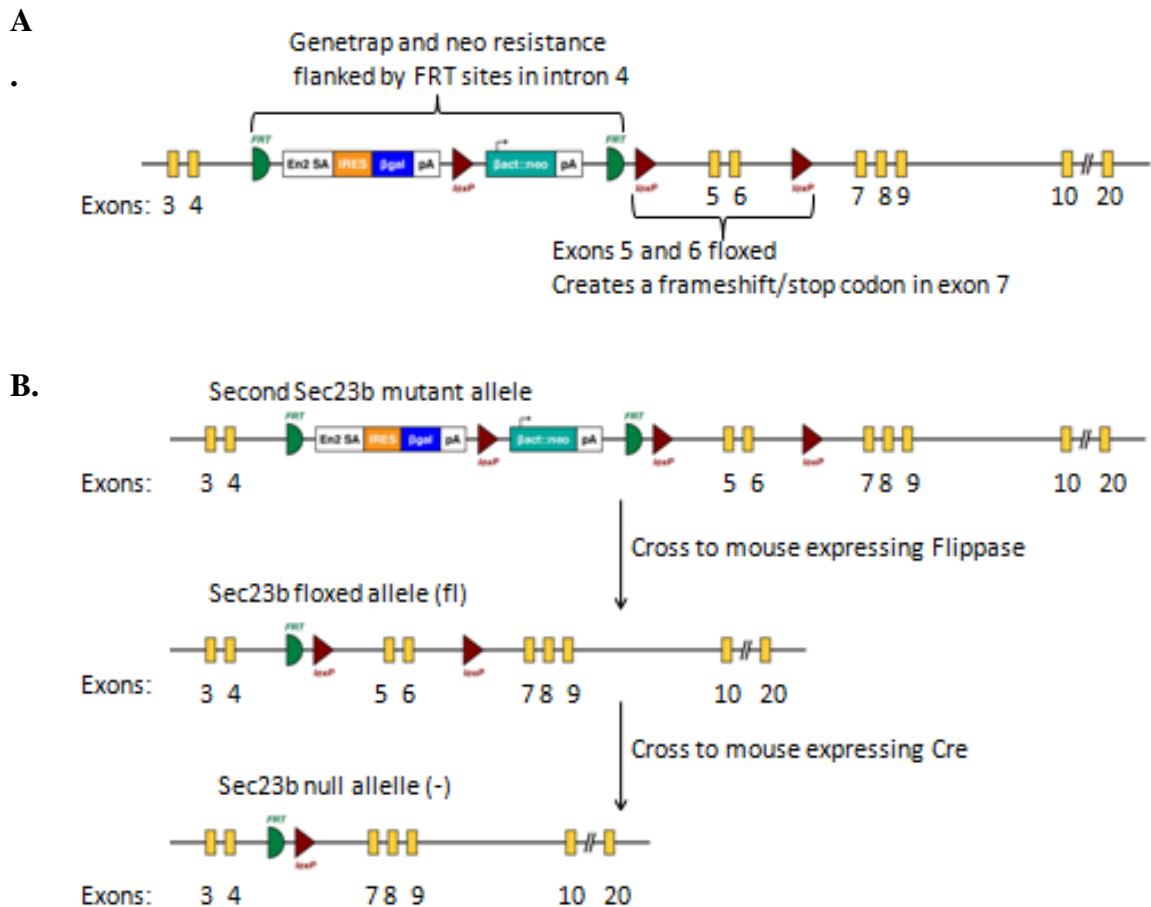 A
.
Genetrap and neo resistance
flanked by FRT sites in intron 4
FRT FRT
En2 SA IRES βgal pA βact::neo pA
loxP loxP loxP
Exons: 3 4 5 6 7 8 9 10 // 20
Exons 5 and 6 floxed
Creates a frameshift/stop codon in exon 7
B.
Second Sec23b mutant allele
FRT FRT
En2 SA IRES βgal pA βact::neo pA
loxP loxP loxP
Exons: 3 4 5 6 7 8 9 10 20
Cross to mouse expressing Flippase
Sec23b floxed allele (fl)
FRT
loxP loxP
Exons: 3 4 5 6 7 8 9 10 20
Cross to mouse expressing Cre
Sec23b null allelle (-)
FRT
loxP
Exons: 3 4 7 8 9 10 20